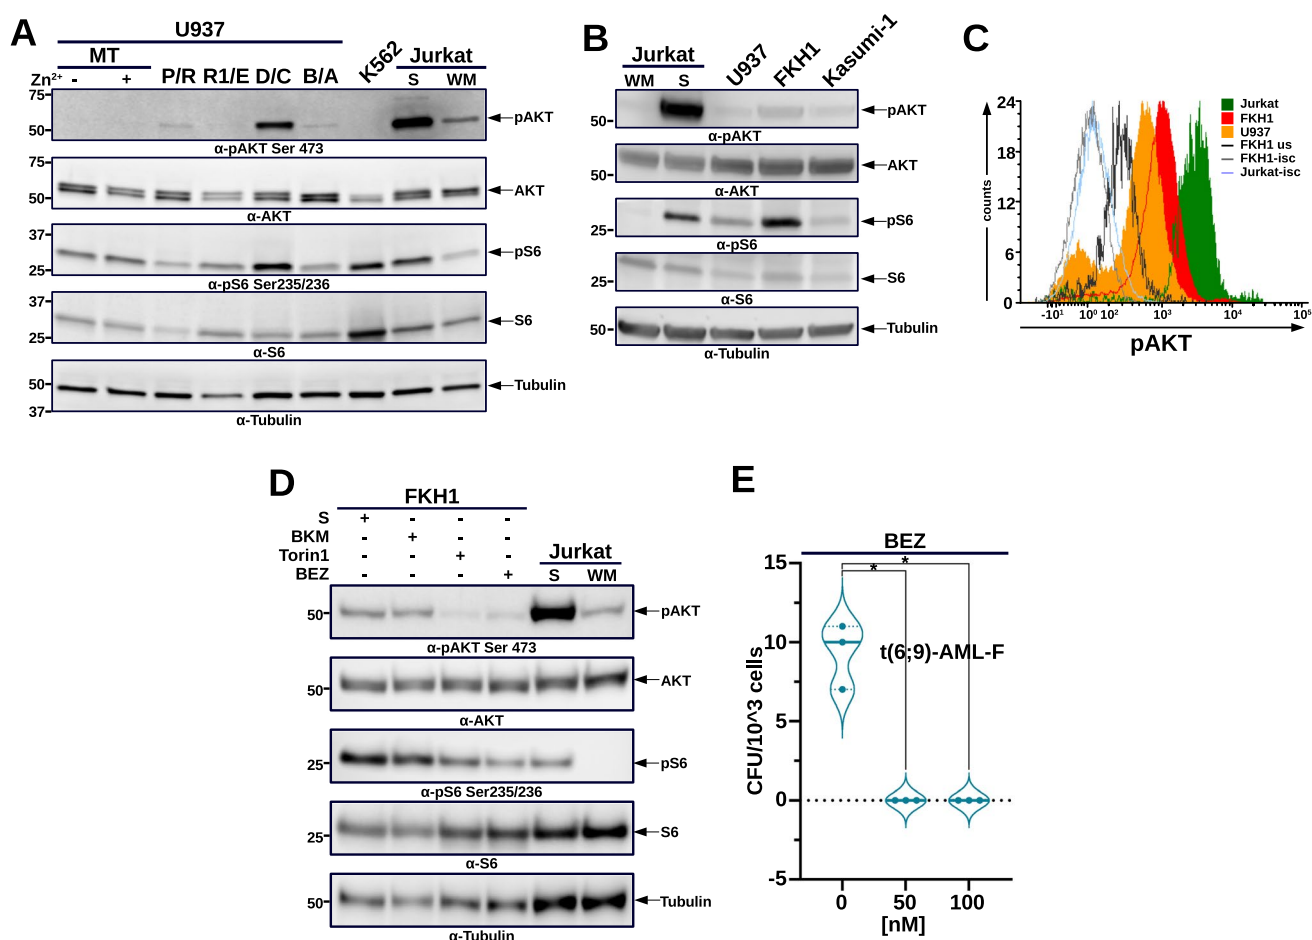 A
U937
MT
K562
Jurkat
Zn2+ - + P/R R1/E D/C B/A S WM
75
50
pAKT
α-pAKT Ser 473
75
50
AKT
α-AKT
37
25
pS6
α-pS6 Ser235/236
37
25
S6
α-S6
50
37
Tubulin
α-Tubulin
B
Jurkat
WM S U937 FKH1 Kasumi-1
50
pAKT
α-pAKT
50
AKT
α-AKT
25
pS6
α-pS6
25
S6
α-S6
50
Tubulin
α-Tubulin
C
24
18
12
6
0
counts
-10¹ 10⁰ 10² 10³ 10⁴ 10⁵
pAKT
Jurkat
FKH1
U937
FKH1 us
FKH1-isc
Jurkat-isc
D
FKH1
S + - - -
BKM - + - -
Torin1 - - + -
Jurkat
BEZ - - - + S WM
50
pAKT
α-pAKT Ser 473
50
AKT
α-AKT
25
pS6
α-pS6 Ser235/236
25
S6
α-S6
50
Tubulin
α-Tubulin
E
BEZ
15
10
5
0
-5
CFU/10^3 cells
*
*
t(6;9)-AML-F
0 50 100
[nM]